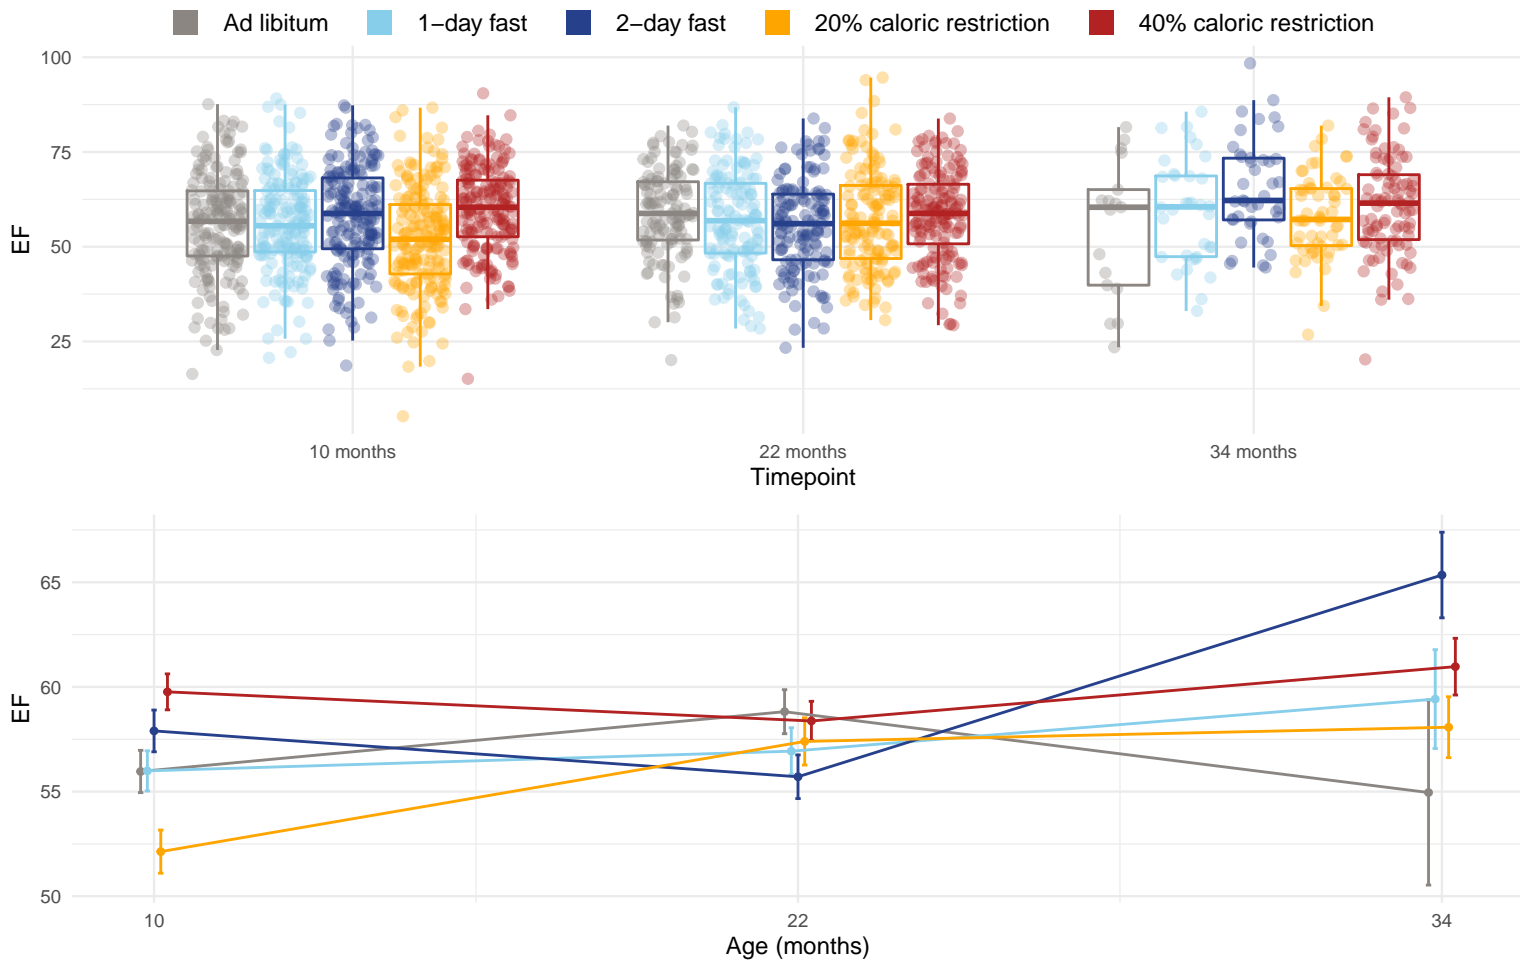 Ad libitum 1−day fast 2−day fast 20% caloric restriction 40% caloric restriction
100
75
50
25
EF
10 months 22 months 34 months
Timepoint
65
60
55
50
EF
10 22 34
Age (months)